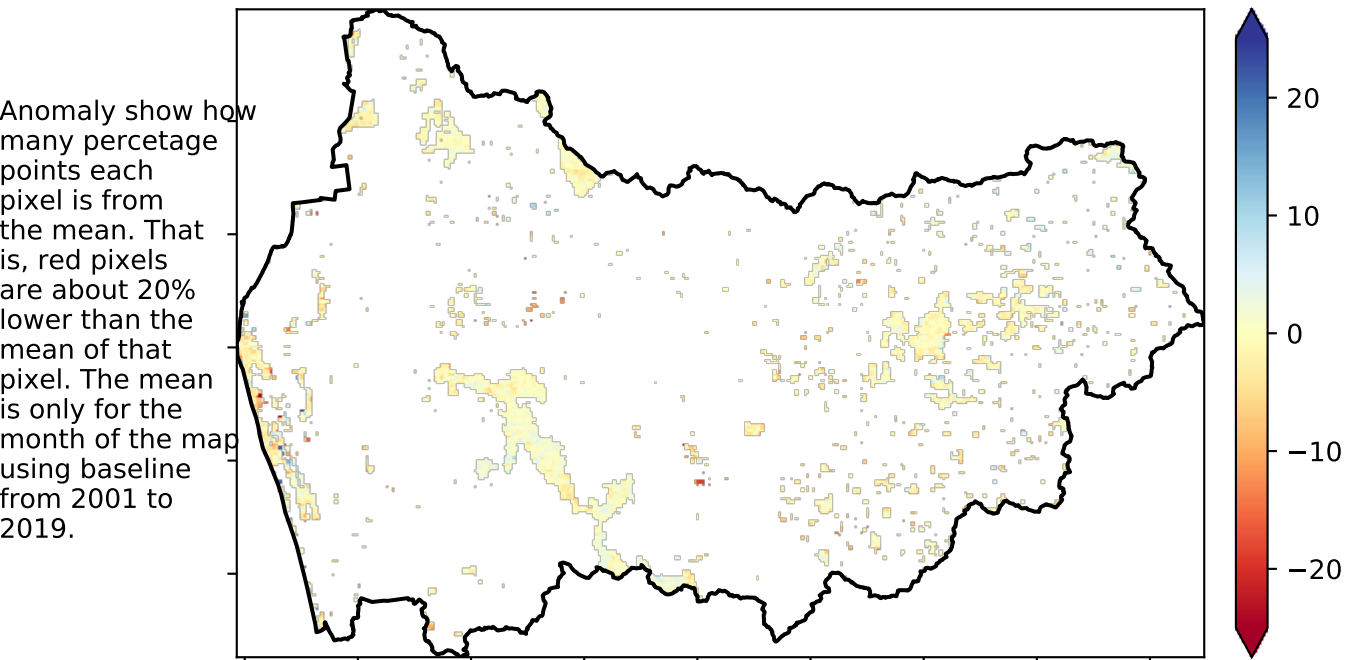 Anomaly show how
many percetage
points each
pixel is from
the mean. That
is, red pixels
are about 20%
lower than the
mean of that
pixel. The mean
is only for the
month of the map
using baseline
from 2001 to
2019.
20
10
0
−10
−20